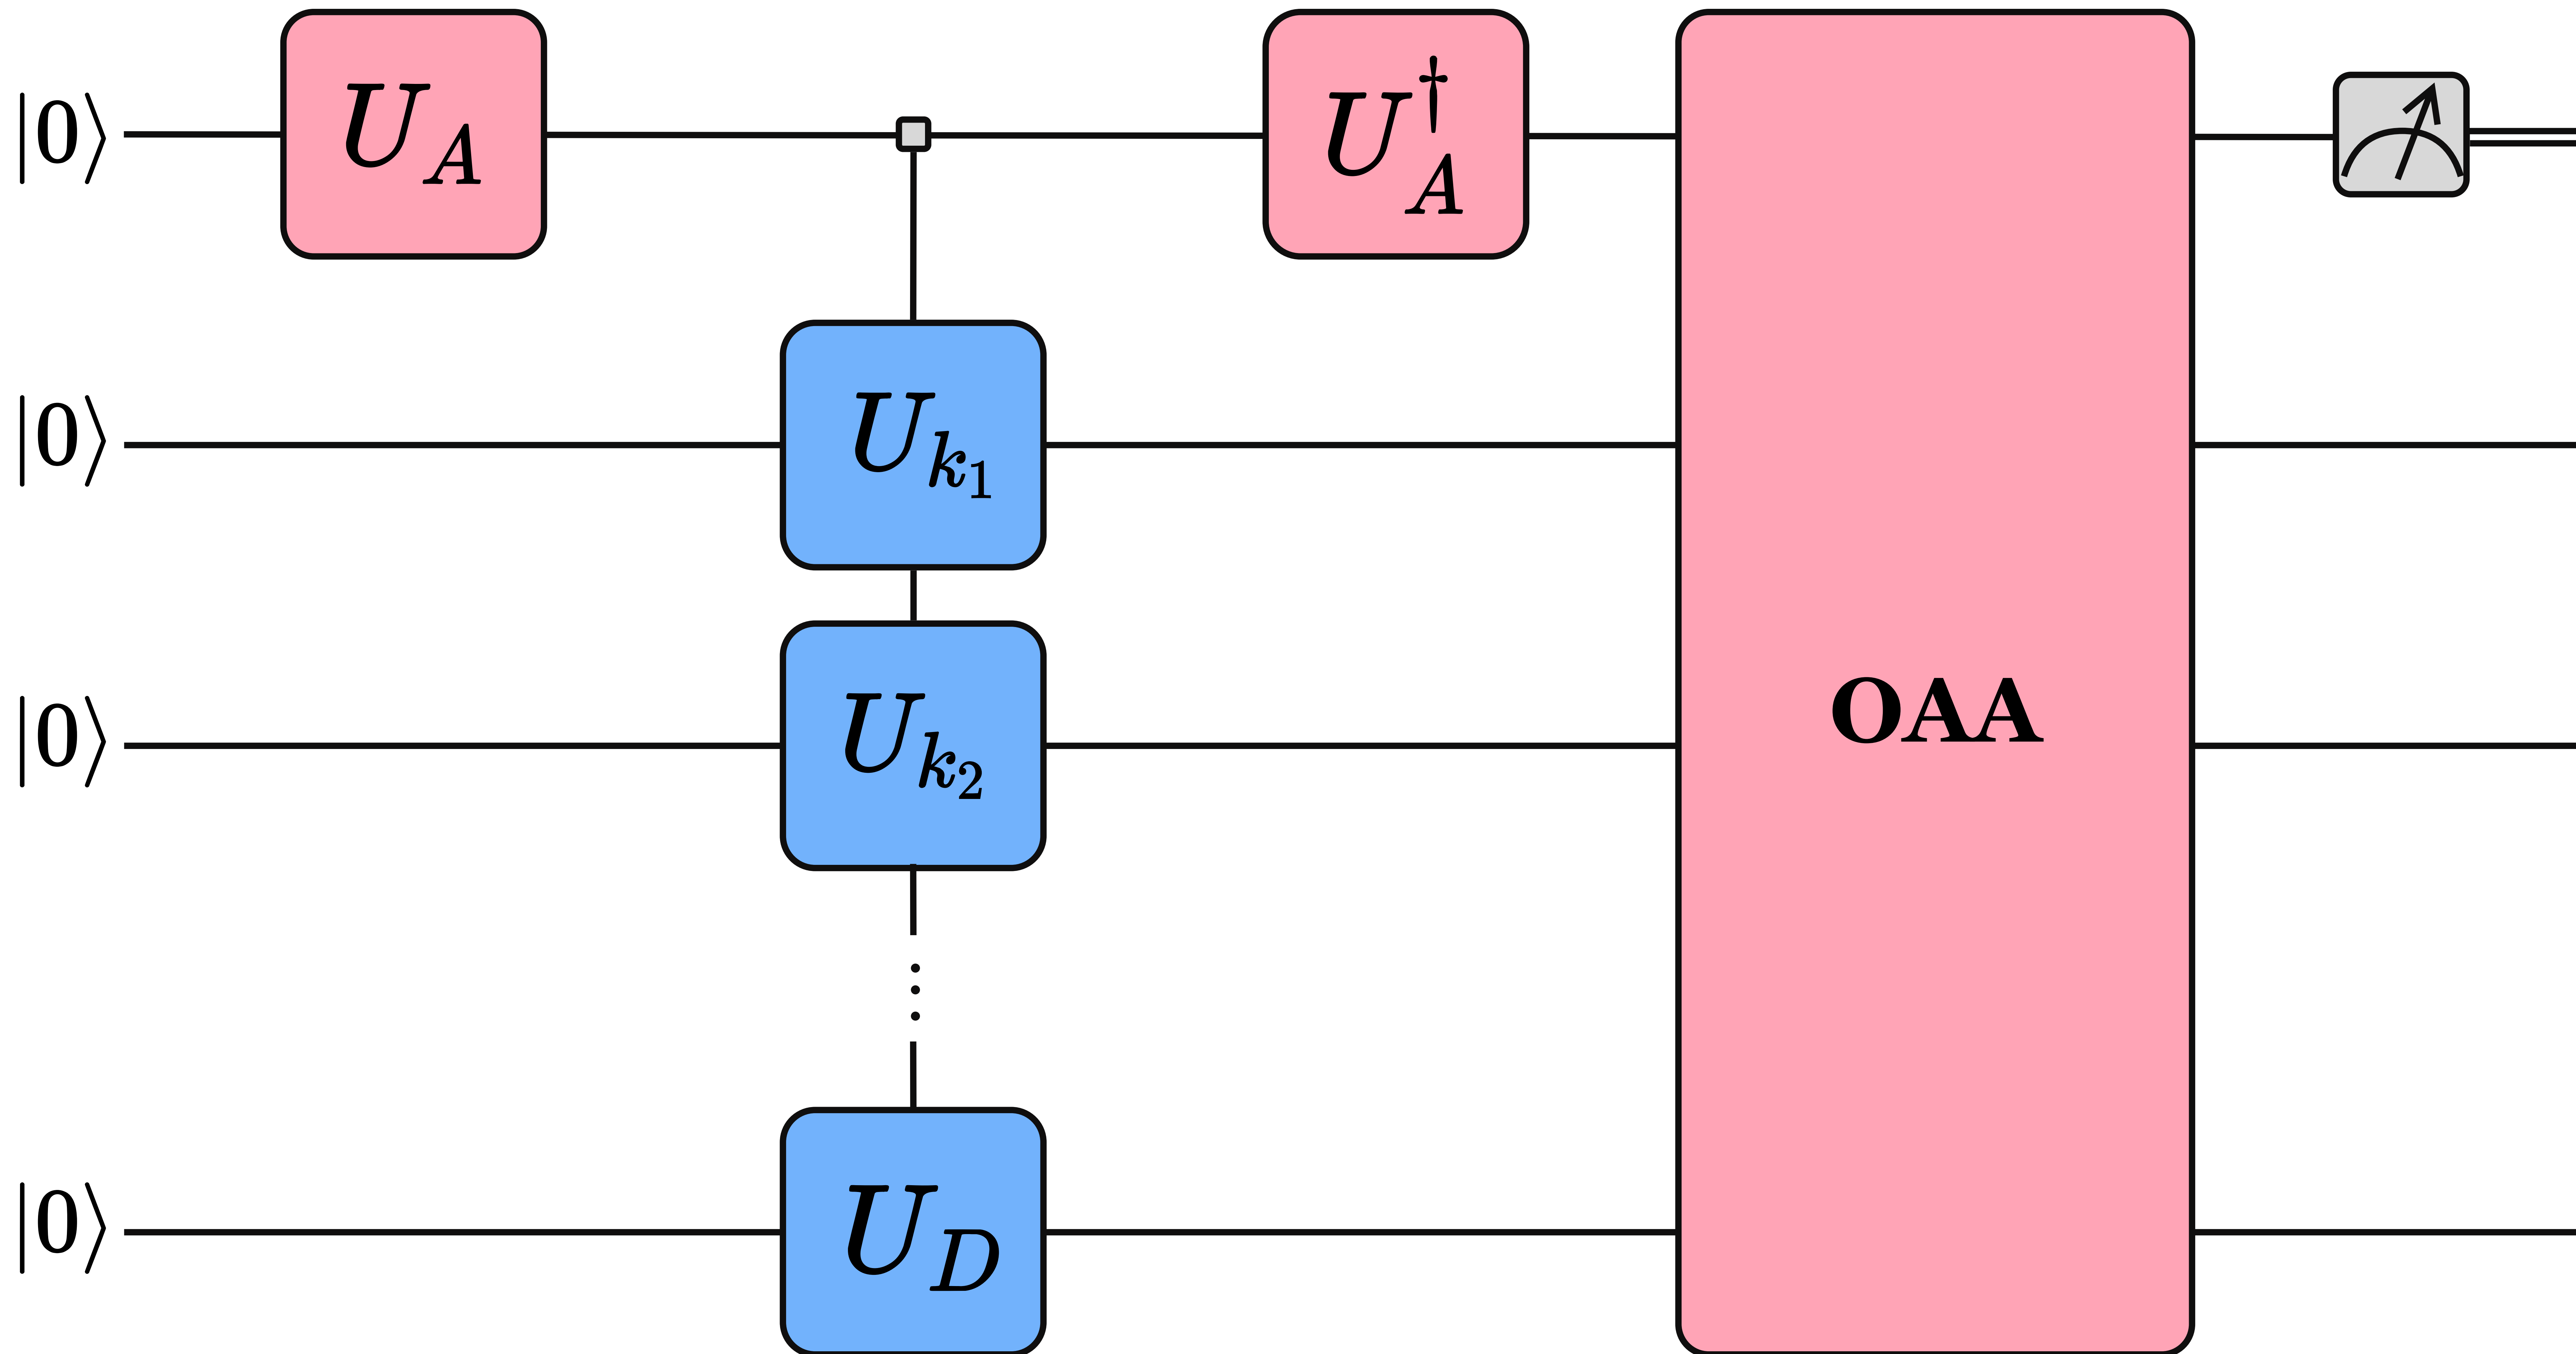 |0⟩ U_A U_A^†
|0⟩ U_{k_1}
|0⟩ U_{k_2} OAA
⋮
|0⟩ U_D